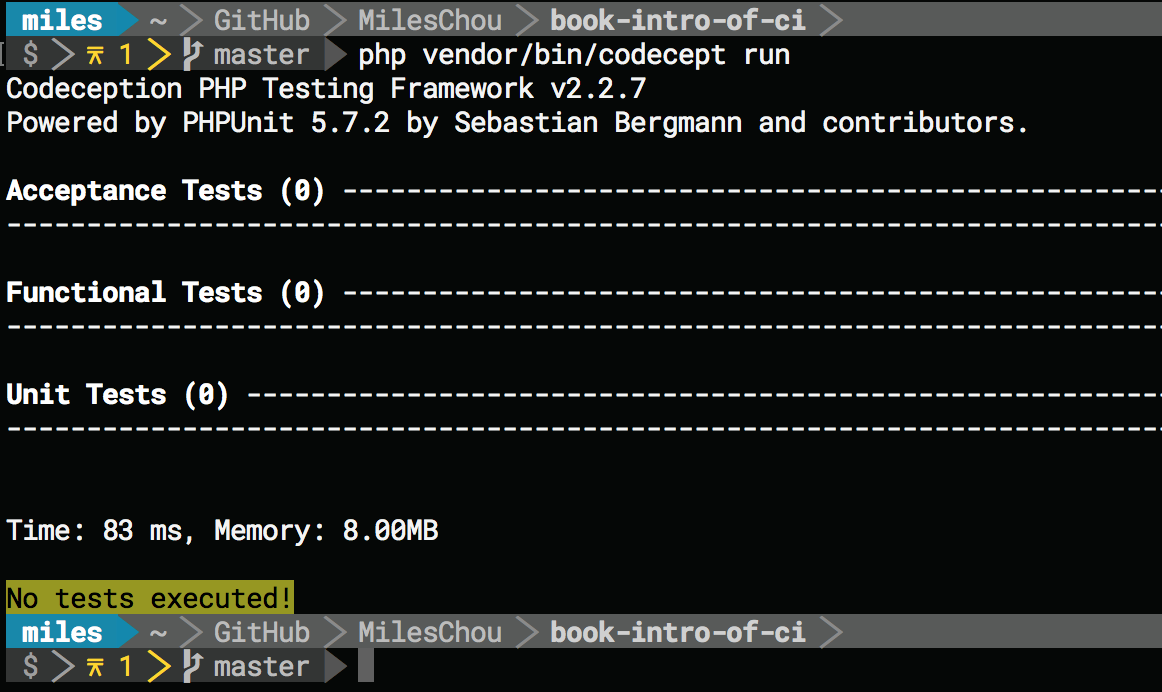 miles ~ GitHub MilesChou book-intro-of-ci
$ 1 master php vendor/bin/codecept run
Codeception PHP Testing Framework v2.2.7
Powered by PHPUnit 5.7.2 by Sebastian Bergmann and contributors.
Acceptance Tests (0) ---------------------------------------------------
------------------------------------------------------------------------
Functional Tests (0) ---------------------------------------------------
------------------------------------------------------------------------
Unit Tests (0) ---------------------------------------------------------
------------------------------------------------------------------------
Time: 83 ms, Memory: 8.00MB
No tests executed!
miles ~ GitHub MilesChou book-intro-of-ci
$ 1 master